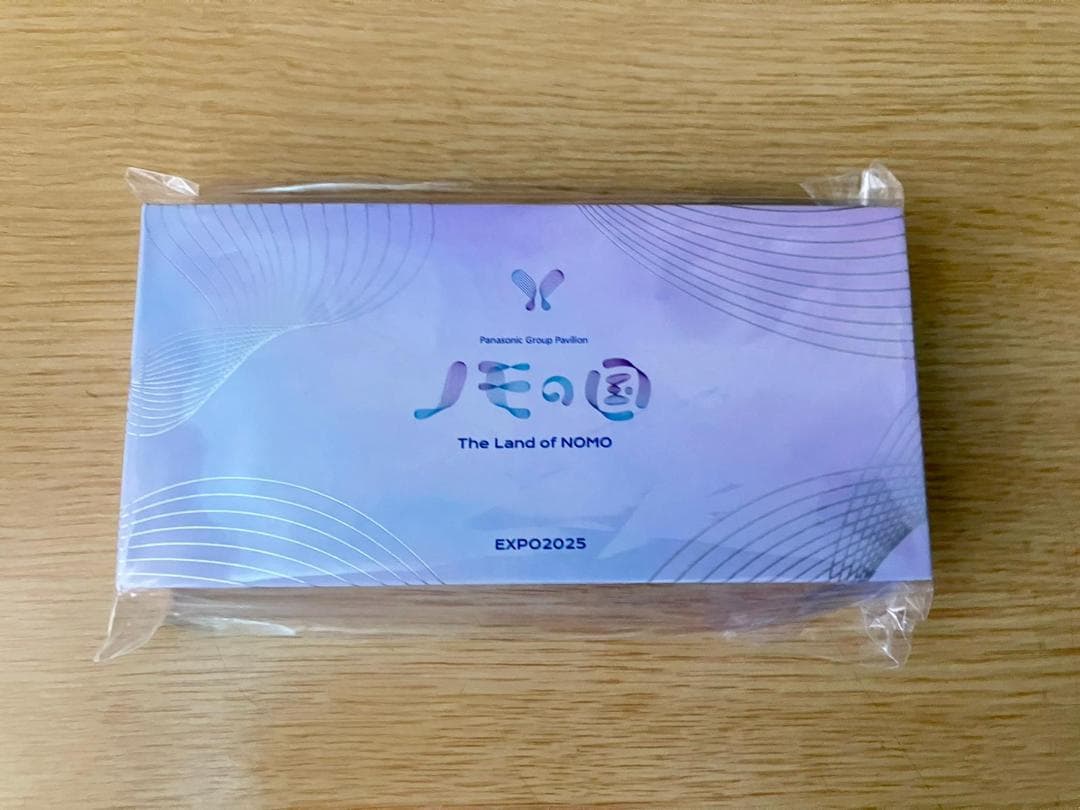 Panasonic Group Pavilion
ノモの国
The Land of NOMO
EXPO2025